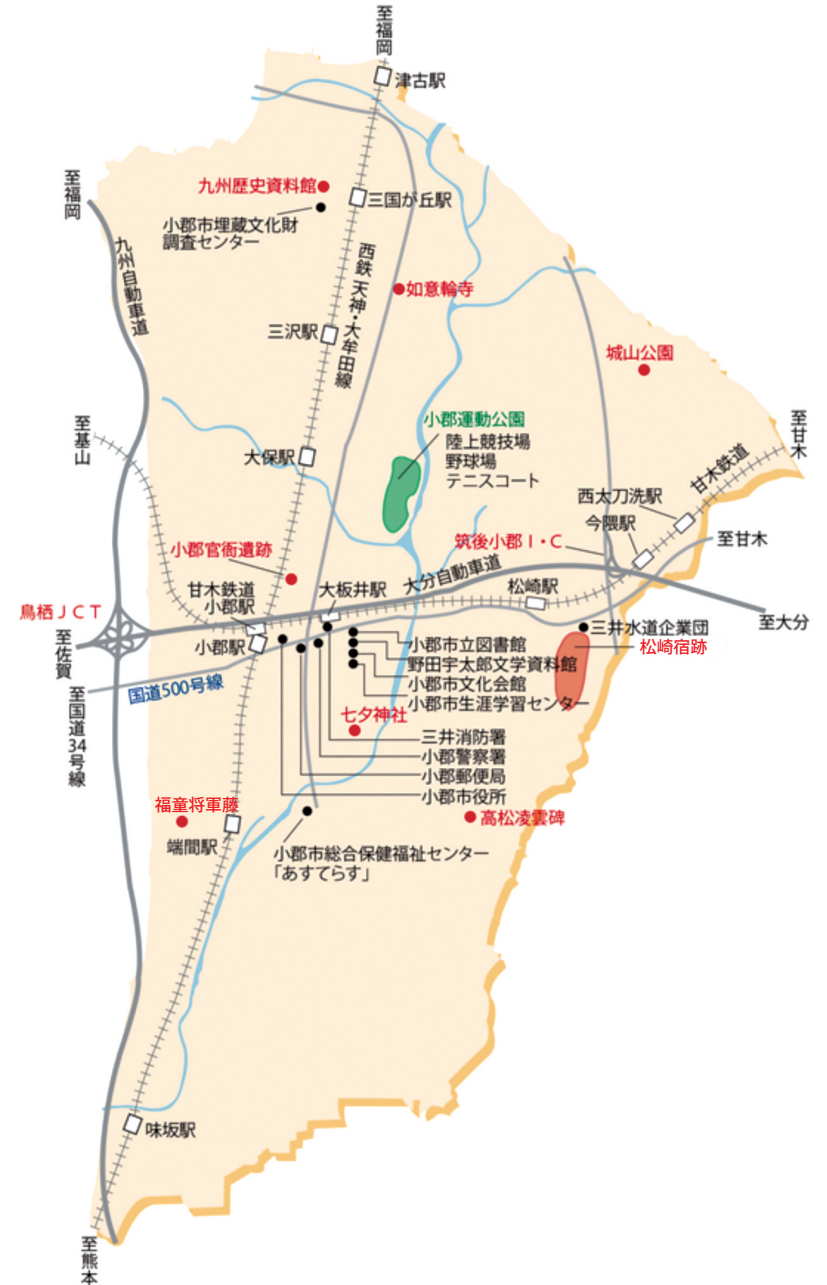 至福岡
津古駅
至福岡
九州歴史資料館
三国が丘駅
小郡市埋蔵文化財
調査センター
九州自動車道
西鉄 天神・大牟田線
如意輪寺
三沢駅
城山公園
至基山
小郡運動公園
陸上競技場
野球場
テニスコート
至甘木
大保駅
甘木鉄道
西太刀洗駅
今隈駅
筑後小郡I・C
至甘木
小郡官衙遺跡
甘木鉄道
小郡駅
大板井駅
大分自動車道
松崎駅
鳥栖JCT
至佐賀
小郡駅
至大分
三井水道企業団
松崎宿跡
小郡市立図書館
野田宇太郎文学資料館
小郡市文化会館
小郡市生涯学習センター
国道500号線
至国道34号線
七夕神社
三井消防署
小郡警察署
小郡郵便局
小郡市役所
福童将軍藤
端間駅
高松凌雲碑
小郡市総合保健福祉センター
「あすてらす」
味坂駅
至熊本